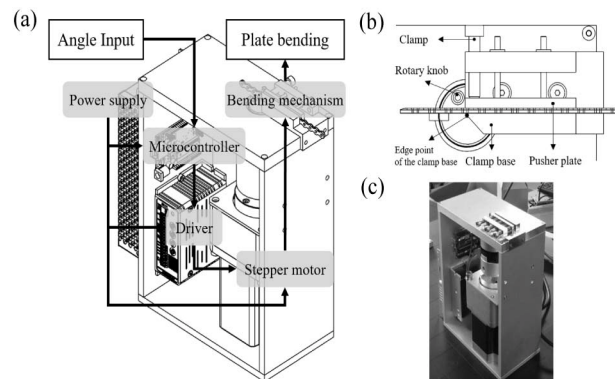 (a)
Angle Input
Plate bending
Power supply
Bending mechanism
Microcontroller
Driver
Stepper motor
(b)
Clamp
Rotary knob
Edge point
of the clamp base
Clamp base
Pusher plate
(c)